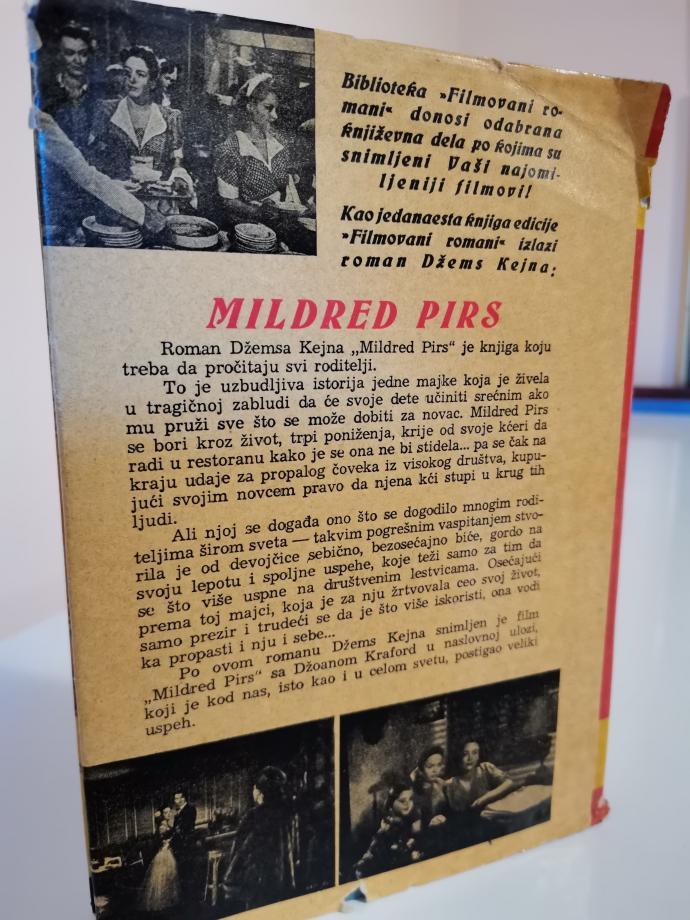 Biblioteka »Filmovani ro-
mani« donosi odabrana
književna dela po kojima su
snimljeni Vaši najomi-
ljeniji filmovi!
Kao jedanaesta knjiga edicije
»Filmovani romani« izlazi
roman Džems Kejna:
MILDRED PIRS
Roman Džemsa Kejna „Mildred Pirs“ je knjiga koju
treba da pročitaju svi roditelji.
To je uzbudljiva istorija jedne majke koja je živela
u tragičnoj zabludi da će svoje dete učiniti srećnim ako
mu pruži sve što se može dobiti za novac. Mildred Pirs
se bori kroz život, trpi poniženja, krije od svoje kćeri da
radi u restoranu kako je se ona ne bi stidela... pa se čak na
kraju udaje za propalog čoveka iz visokog društva, kupu-
jući svojim novcem pravo da njena kći stupi u krug tih
ljudi.
Ali njoj se događa ono što se dogodilo mnogim rodi-
teljima širom sveta — takvim pogrešnim vaspitanjem stvo-
rila je od devojčice sebično, bezosećajno biće, gordo na
svoju lepotu i spoljne uspehe, koje teži samo za tim da
se što više uspne na društvenim lestvicama. Osećajući
prema toj majci, koja je za nju žrtvovala ceo svoj život,
samo prezir i trudeći se da je što više iskoristi, ona vodi
ka propasti i nju i sebe...
Po ovom romanu Džems Kejna snimljen je film
„Mildred Pirs“ sa Džoanom Kraford u naslovnoj ulozi,
koji je kod nas, isto kao i u celom svetu, postigao veliki
uspeh.